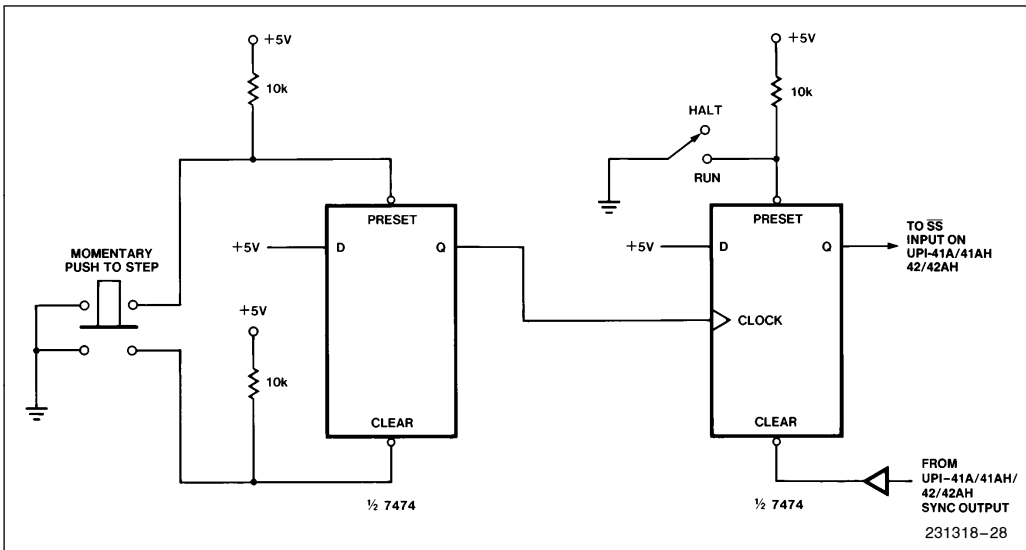 +5V
10k
+5V
10k
HALT
RUN
PRESET
+5V
D
Q
MOMENTARY
PUSH TO STEP
+5V
10k
CLEAR
½ 7474
PRESET
+5V
D
Q
CLOCK
CLEAR
½ 7474
TO S̅S̅
INPUT ON
UPI-41A/41AH
42/42AH
FROM
UPI–41A/41AH/
42/42AH
SYNC OUTPUT
231318–28